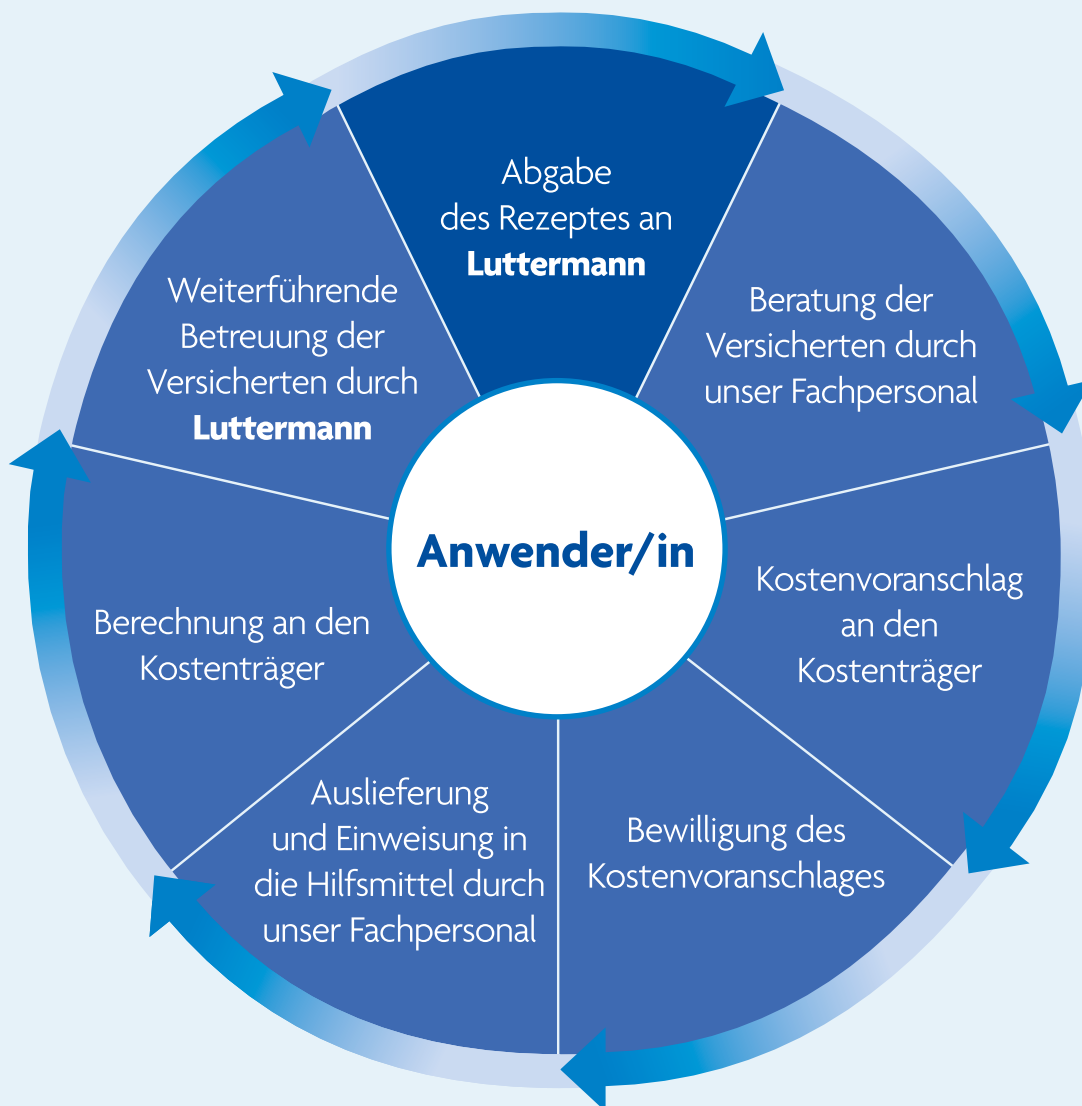 Abgabe
des Rezeptes an
Luttermann
Beratung der
Versicherten durch
unser Fachpersonal
Kostenvoranschlag
an den
Kostenträger
Bewilligung des
Kostenvoranschlages
Auslieferung
und Einweisung in
die Hilfsmittel durch
unser Fachpersonal
Berechnung an den
Kostenträger
Weiterführende
Betreuung der
Versicherten durch
Luttermann
Anwender/in